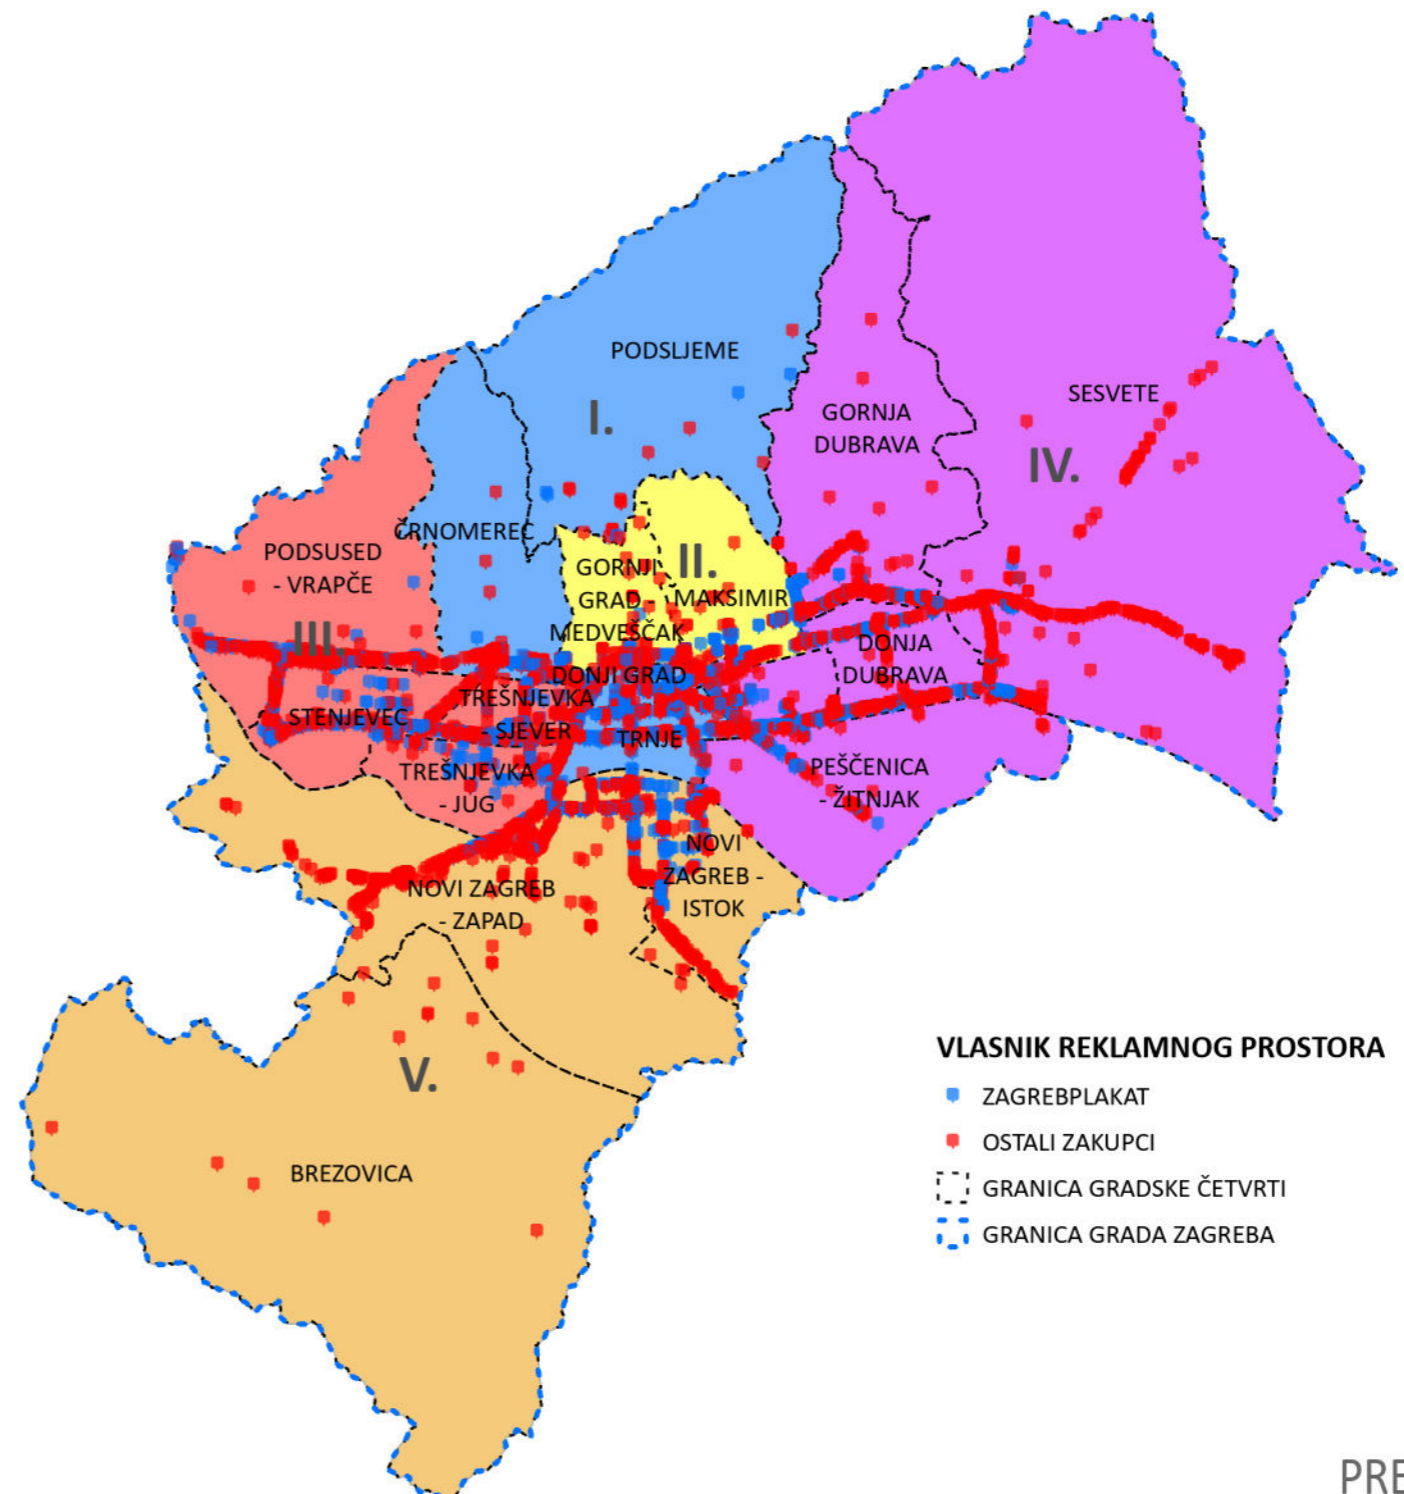 PODSLJEME
I.
SESVETE
GORNJA
DUBRAVA
IV.
ČRNOMEREC
PODSUSED
- VRAPČE
GORNJI
GRAD -
MEDVEŠČAK
II.
MAKSIMIR
III.
DONJI GRAD
DONJA
DUBRAVA
TREŠNJEVKA
- SJEVER
STENJEVEC
TRNJE
TREŠNJEVKA
- JUG
PEŠČENICA
- ŽITNJAK
NOVI
ZAGREB -
ISTOK
NOVI ZAGREB
- ZAPAD
V.
BREZOVICA
VLASNIK REKLAMNOG PROSTORA
ZAGREBPLAKAT
OSTALI ZAKUPCI
GRANICA GRADSKE ČETVRTI
GRANICA GRADA ZAGREBA
PRE